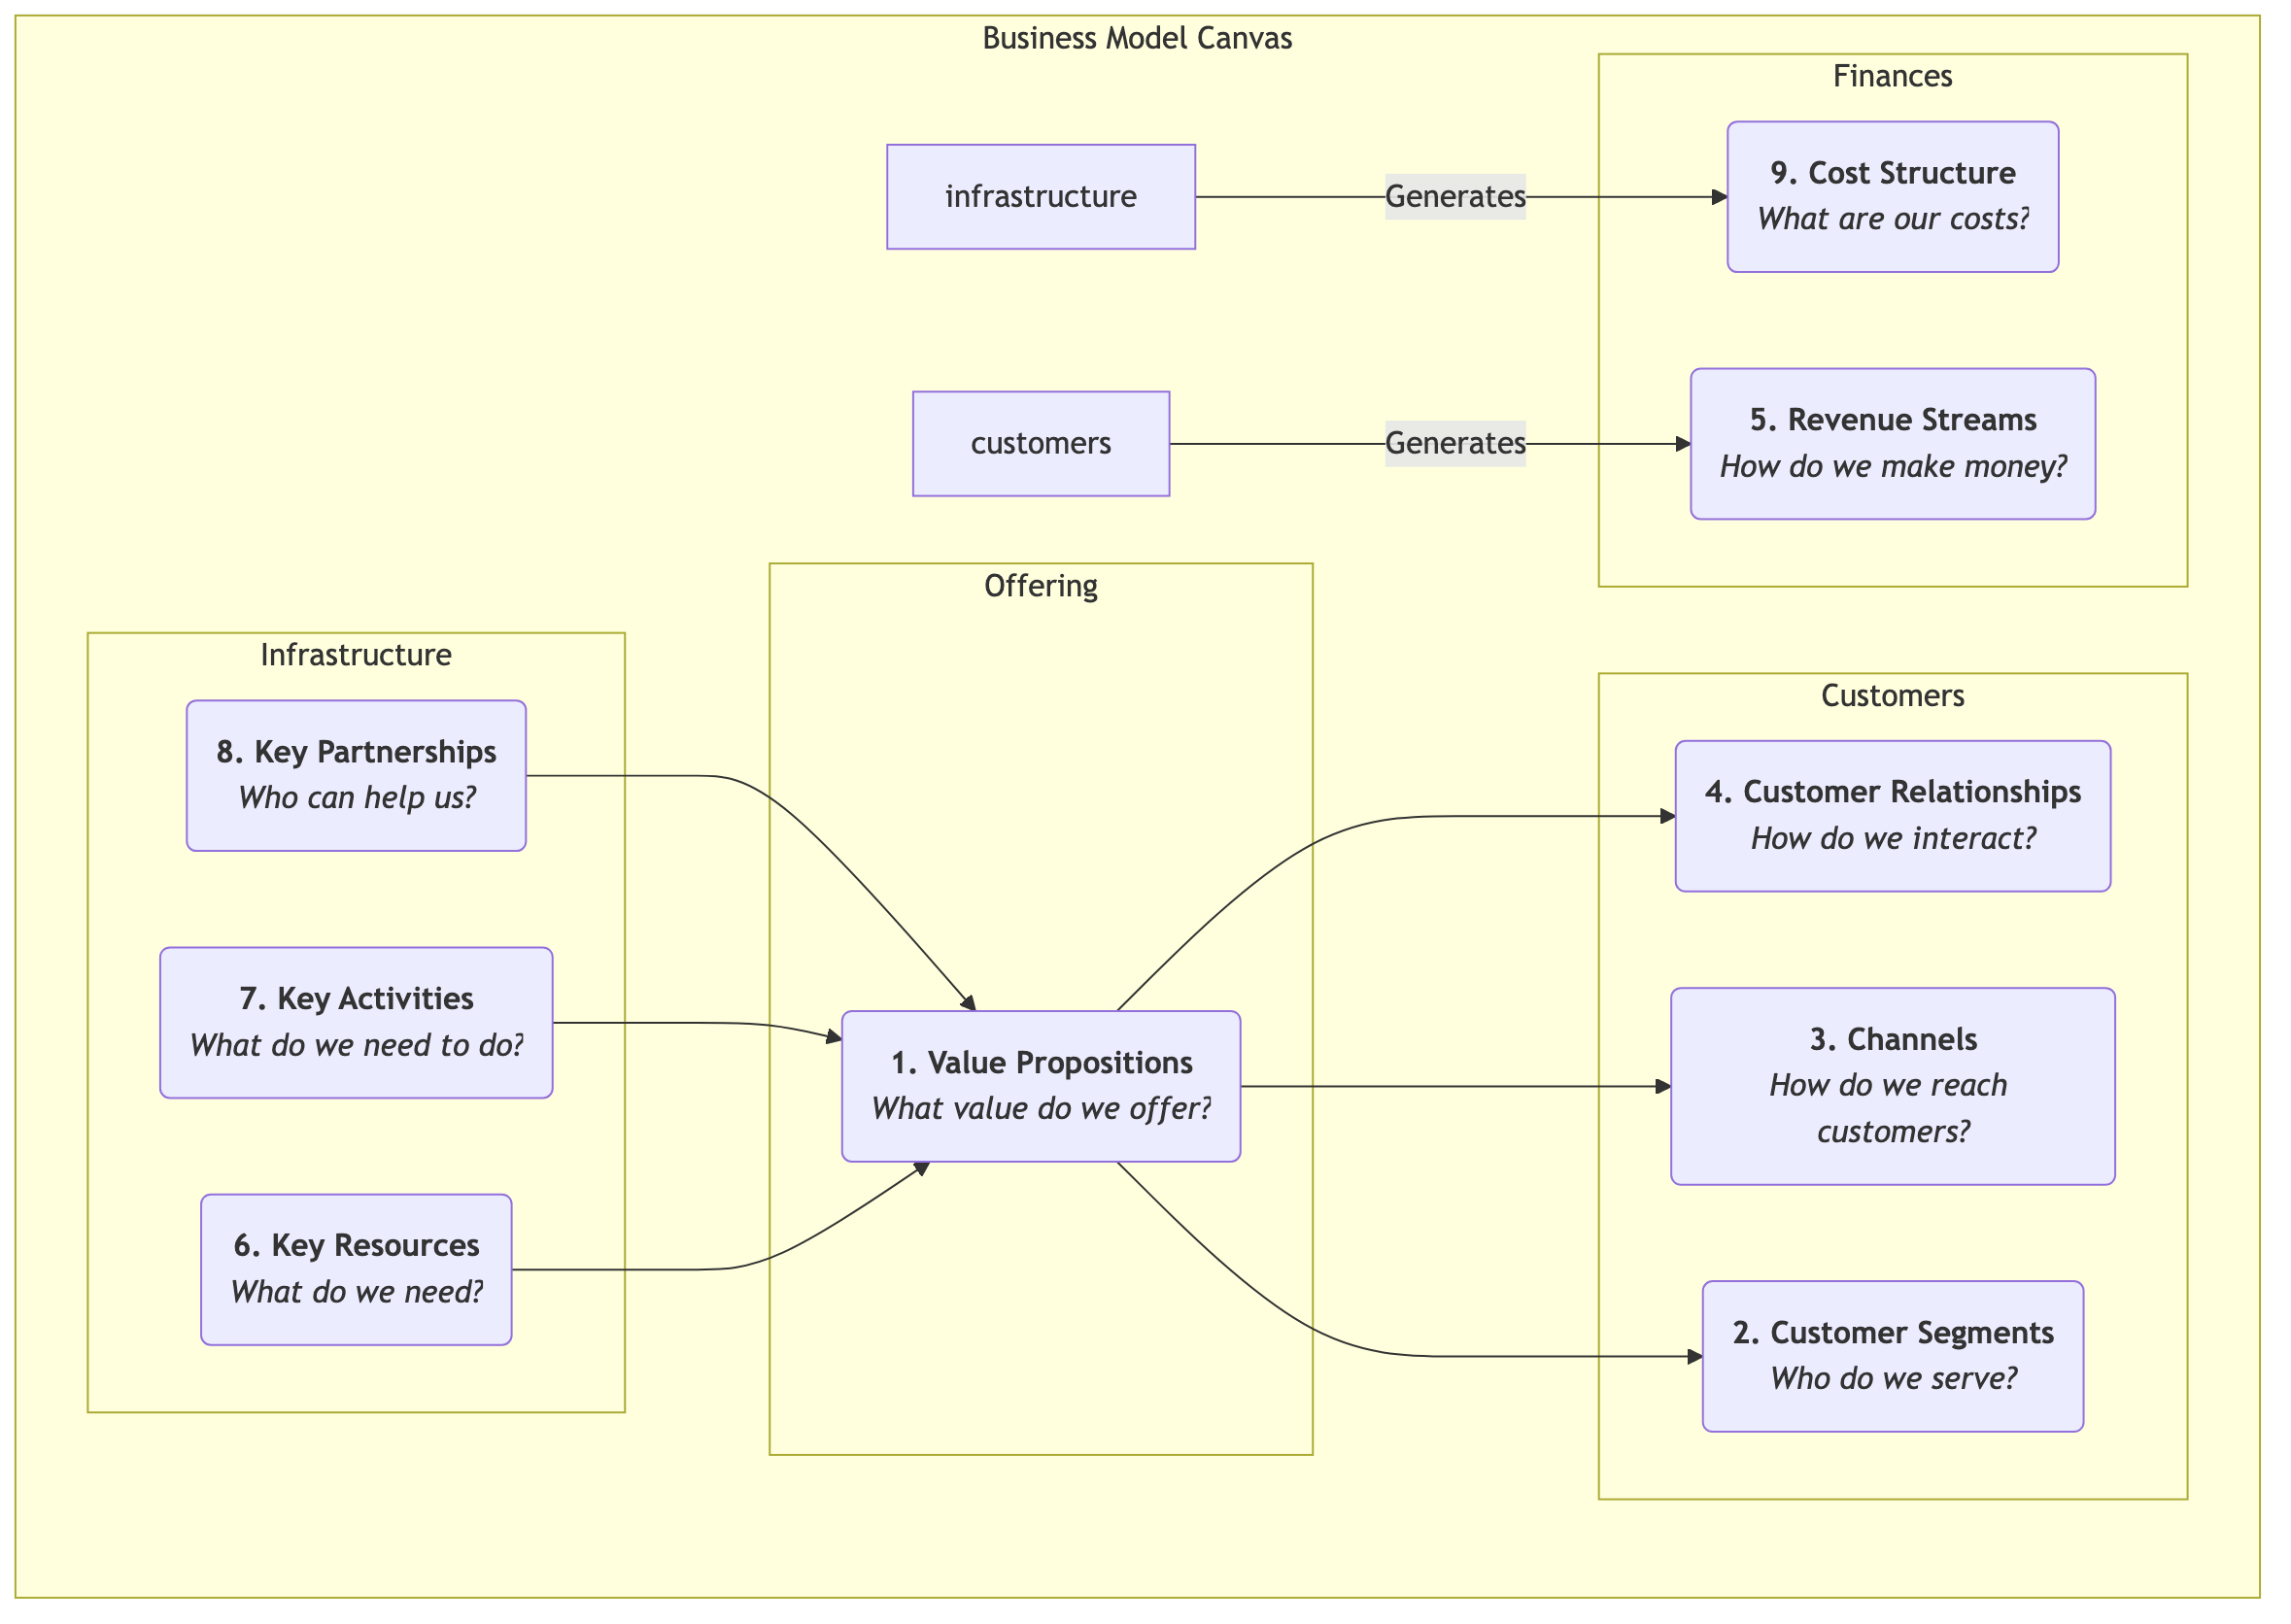 Business Model Canvas
Finances
infrastructure
Generates
9. Cost Structure
What are our costs?
customers
Generates
5. Revenue Streams
How do we make money?
Offering
Infrastructure
8. Key Partnerships
Who can help us?
7. Key Activities
What do we need to do?
6. Key Resources
What do we need?
1. Value Propositions
What value do we offer?
Customers
4. Customer Relationships
How do we interact?
3. Channels
How do we reach
customers?
2. Customer Segments
Who do we serve?